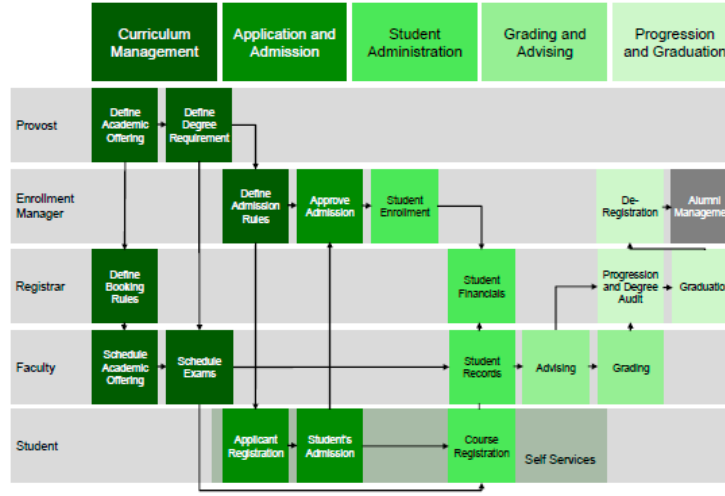 Curriculum
Management
Application and
Admission
Student
Administration
Grading and
Advising
Progression
and Graduation
Provost
Define
Academic
Offering
Define
Degree
Requirement
Enrollment
Manager
Define
Admission
Rules
Approve
Admission
Student
Enrollment
De-
Registration
Alumni
Manageme
Registrar
Define
Booking
Rules
Student
Financials
Progression
and Degree
Audit
Graduatio
Faculty
Schedule
Academic
Offering
Schedule
Exams
Student
Records
Advising
Grading
Student
Applicant
Registration
Student's
Admission
Course
Registration
Self Services